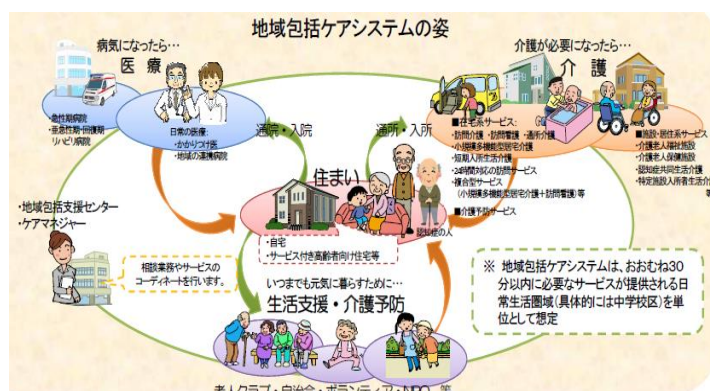 地域包括ケアシステムの姿
病気になったら…
医 療
介護が必要になったら…
介 護
・急性期病院
・亜急性期・回復期
リハビリ病院
日常の医療:
・かかりつけ医
・地域の連携病院
通院・入院
通所・入所
■在宅系サービス:
・訪問介護・訪問看護・通所介護
・小規模多機能型居宅介護
・短期入所生活介護
・24時間対応の訪問サービス
・複合型サービス
(小規模多機能型居宅介護+訪問看護)等
■介護予防サービス
■施設・居住系サービス
・介護老人福祉施設
・介護老人保健施設
・認知症共同生活介護
・特定施設入所者生活介
等
住まい
・自宅
・サービス付き高齢者向け住宅等
認知症の人
・地域包括支援センター
・ケアマネジャー
相談業務やサービスの
コーディネートを行います。
いつまでも元気に暮らすために…
生活支援・介護予防
※ 地域包括ケアシステムは、おおむね30
分以内に必要なサービスが提供される日
常生活圏域(具体的には中学校区)を単
位として想定
老人クラブ・自治会・ボランティア・NPO 等